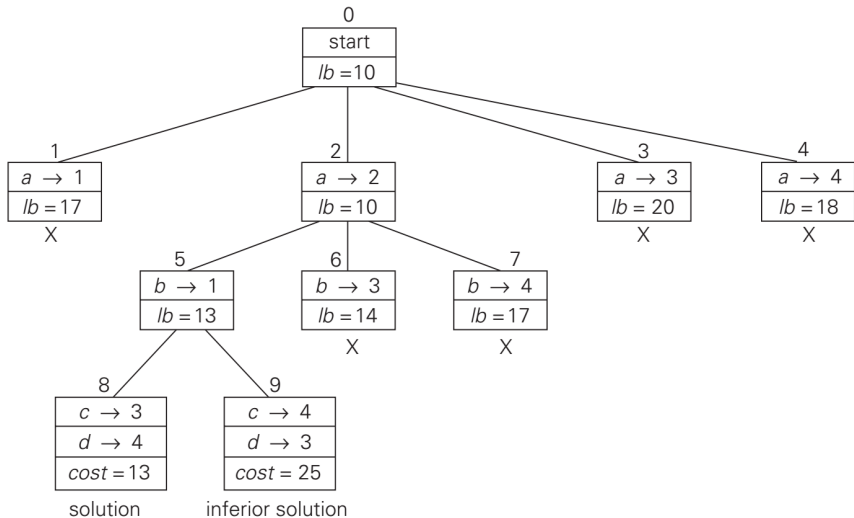 0
start
lb = 10
1
2
3
4
a → 1
a → 2
a → 3
a → 4
lb = 17
lb = 10
lb = 20
lb = 18
X
X
X
5
6
7
b → 1
b → 3
b → 4
lb = 13
lb = 14
lb = 17
X
X
8
9
c → 3
c → 4
d → 4
d → 3
cost = 13
cost = 25
solution
inferior solution